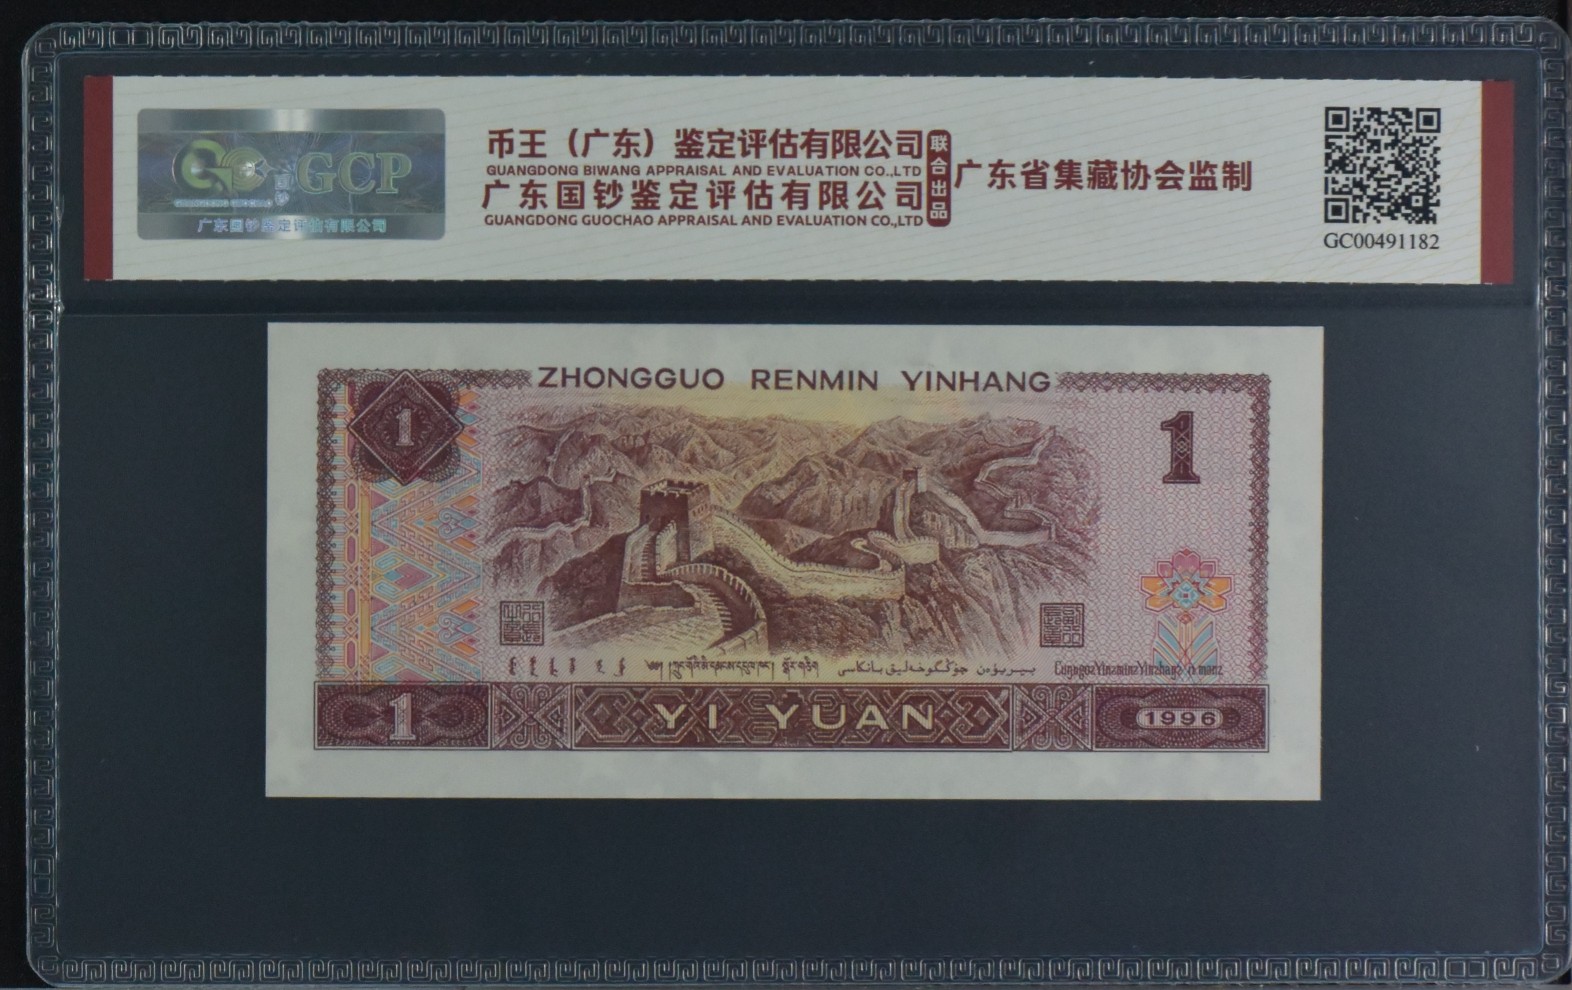 GCP
广东国钞鉴定评估有限公司
币王（广东）鉴定评估有限公司
GUANGDONG BIWANG APPRAISAL AND EVALUATION CO.,LTD
广东国钞鉴定评估有限公司
GUANGDONG GUOCHAO APPRAISAL AND EVALUATION CO.,LTD
联合出品
广东省集藏协会监制
GC00491182
ZHONGGUO RENMIN YINHANG
1
1
1
YI YUAN
1996